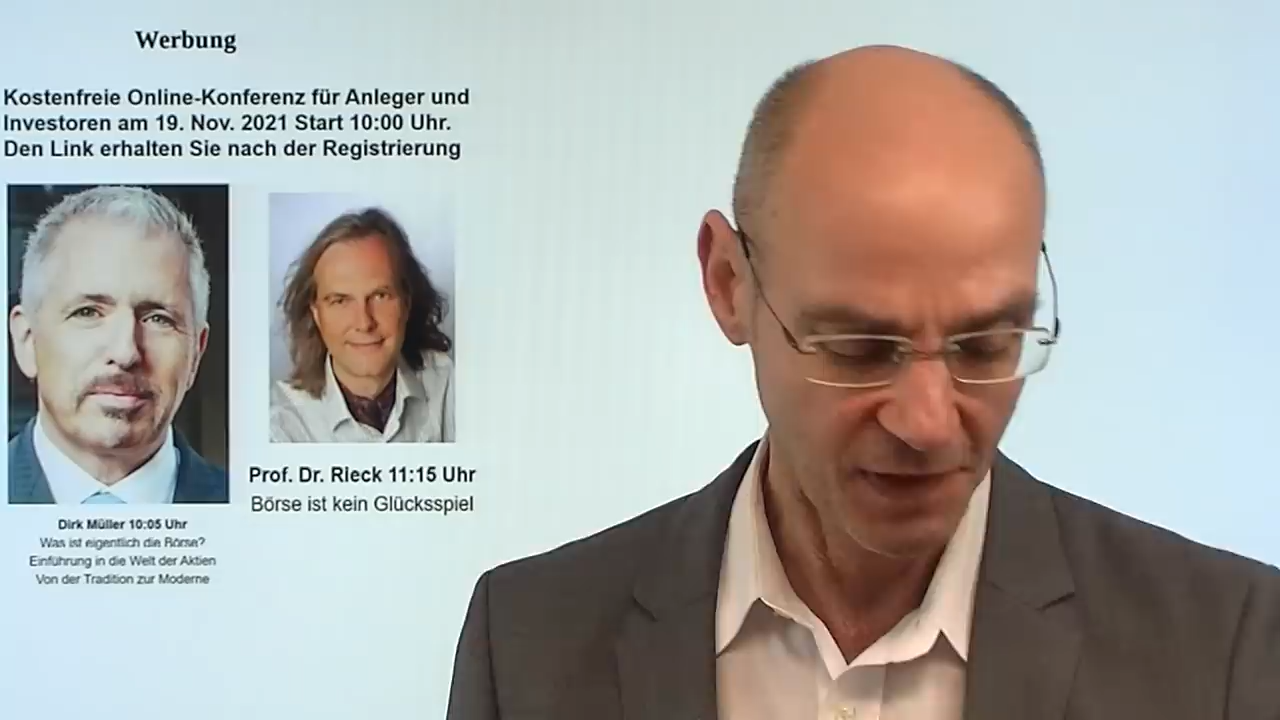 Werbung
Kostenfreie Online-Konferenz für Anleger und
Investoren am 19. Nov. 2021 Start 10:00 Uhr.
Den Link erhalten Sie nach der Registrierung
Prof. Dr. Rieck 11:15 Uhr
Börse ist kein Glücksspiel
Dirk Müller 10:05 Uhr
Was ist eigentlich die Börse?
Einführung in die Welt der Aktien
Von der Tradition zur Moderne